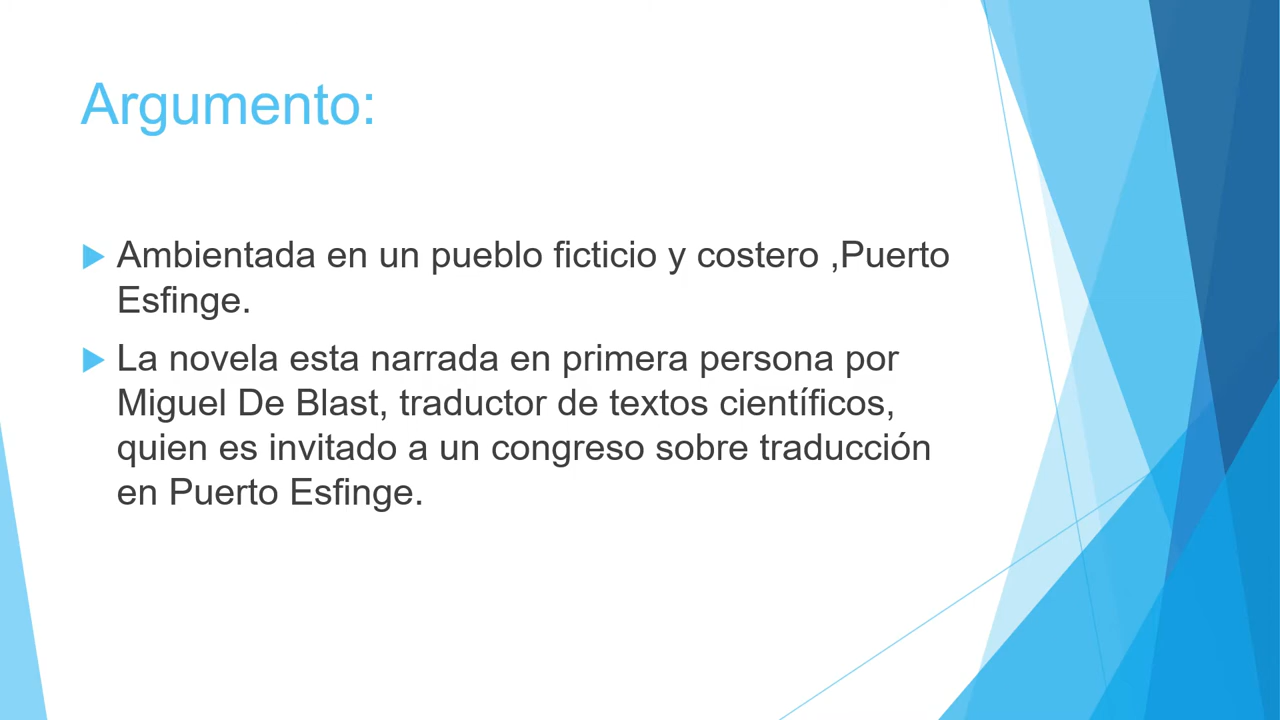 Argumento:
Ambientada en un pueblo ficticio y costero ,Puerto
Esfinge.
La novela esta narrada en primera persona por
Miguel De Blast, traductor de textos científicos,
quien es invitado a un congreso sobre traducción
en Puerto Esfinge.